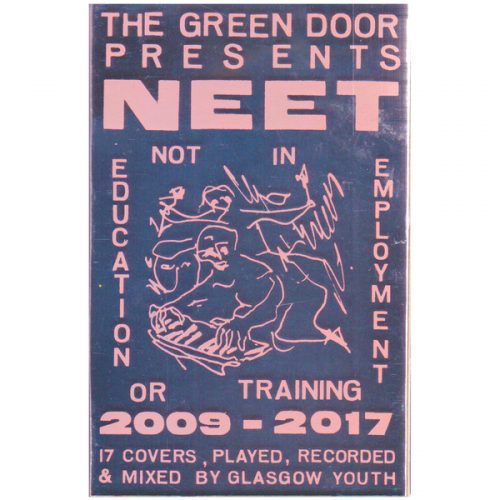 THE GREEN DOOR
PRESENTS
NEET
NOT IN
EDUCATION
EMPLOYMENT
OR TRAINING
2009 - 2017
17 COVERS, PLAYED, RECORDED
& MIXED BY GLASGOW YOUTH